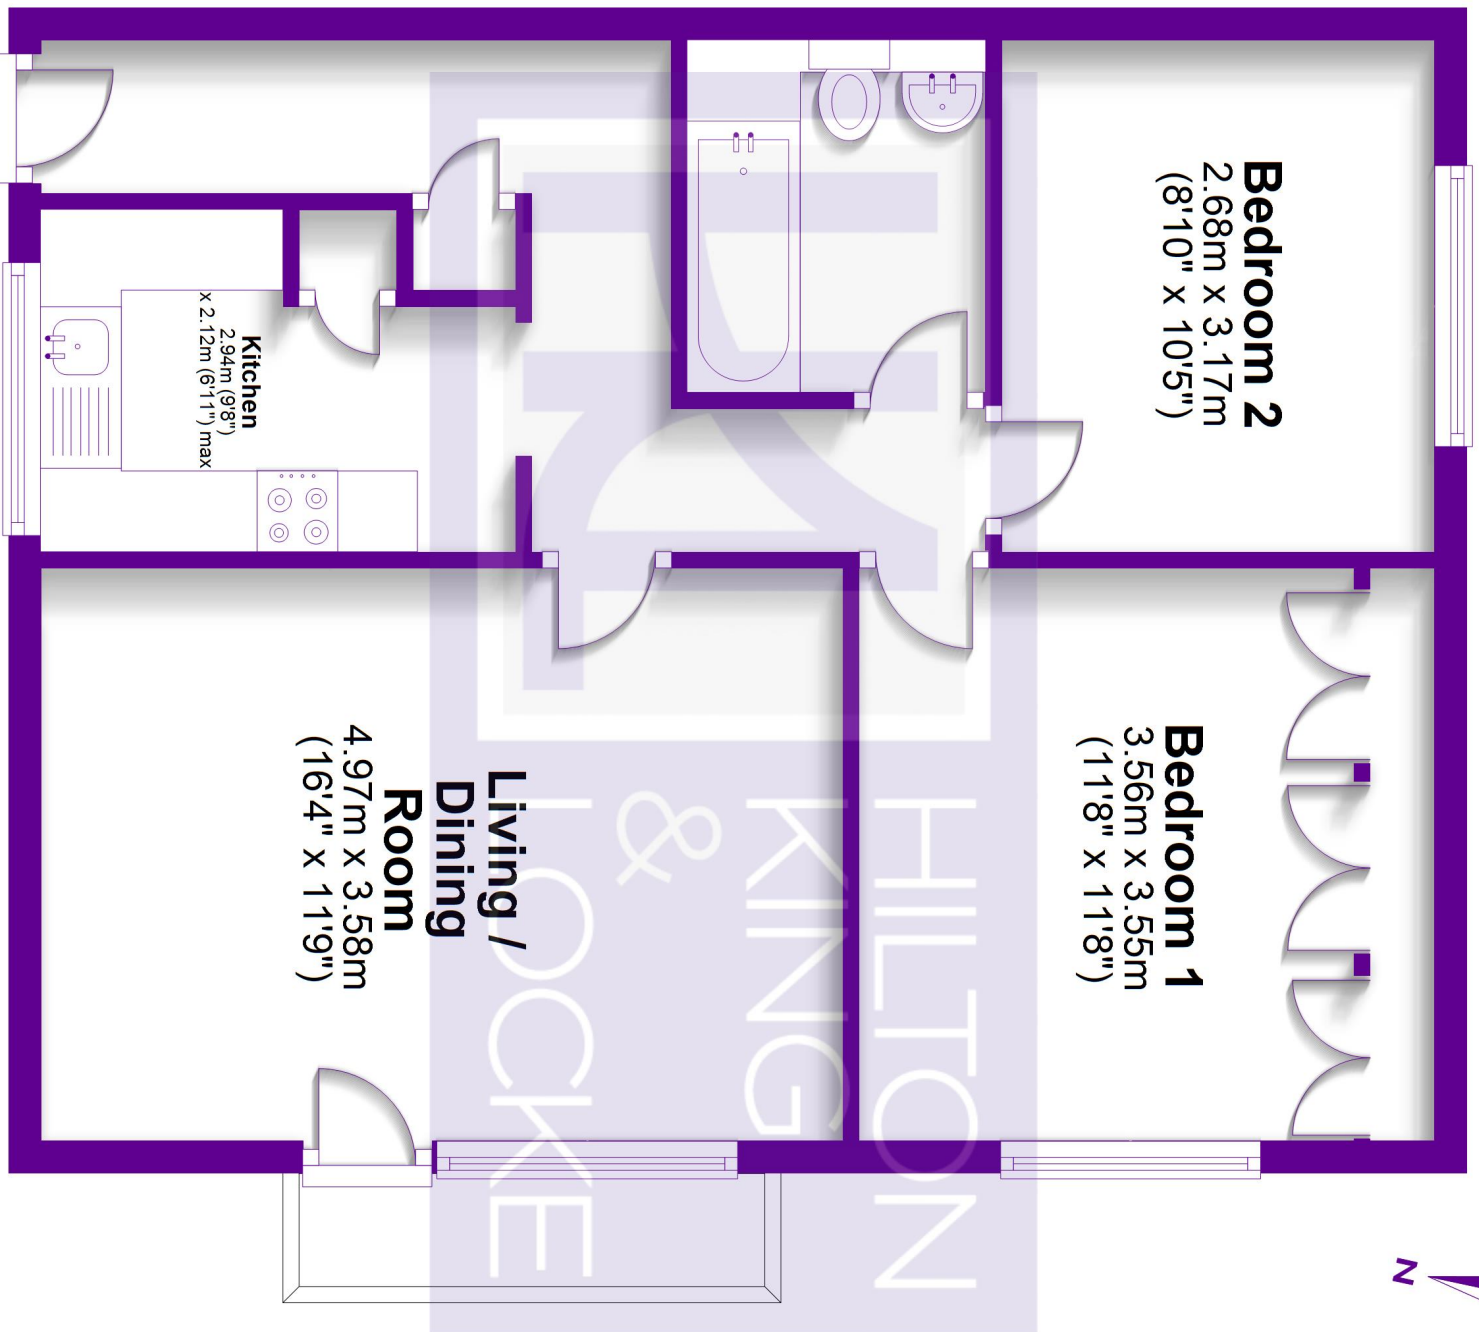 Bedroom 2
2.68m x 3.17m
(8'10" x 10'5")
Kitchen
2.94m (9'8")
x 2.12m (6'11") max
Bedroom 1
3.56m x 3.55m
(11'8" x 11'8")
Living /
Dining
Room
4.97m x 3.58m
(16'4" x 11'9")
HILTON
KING
&
LOCKE
N